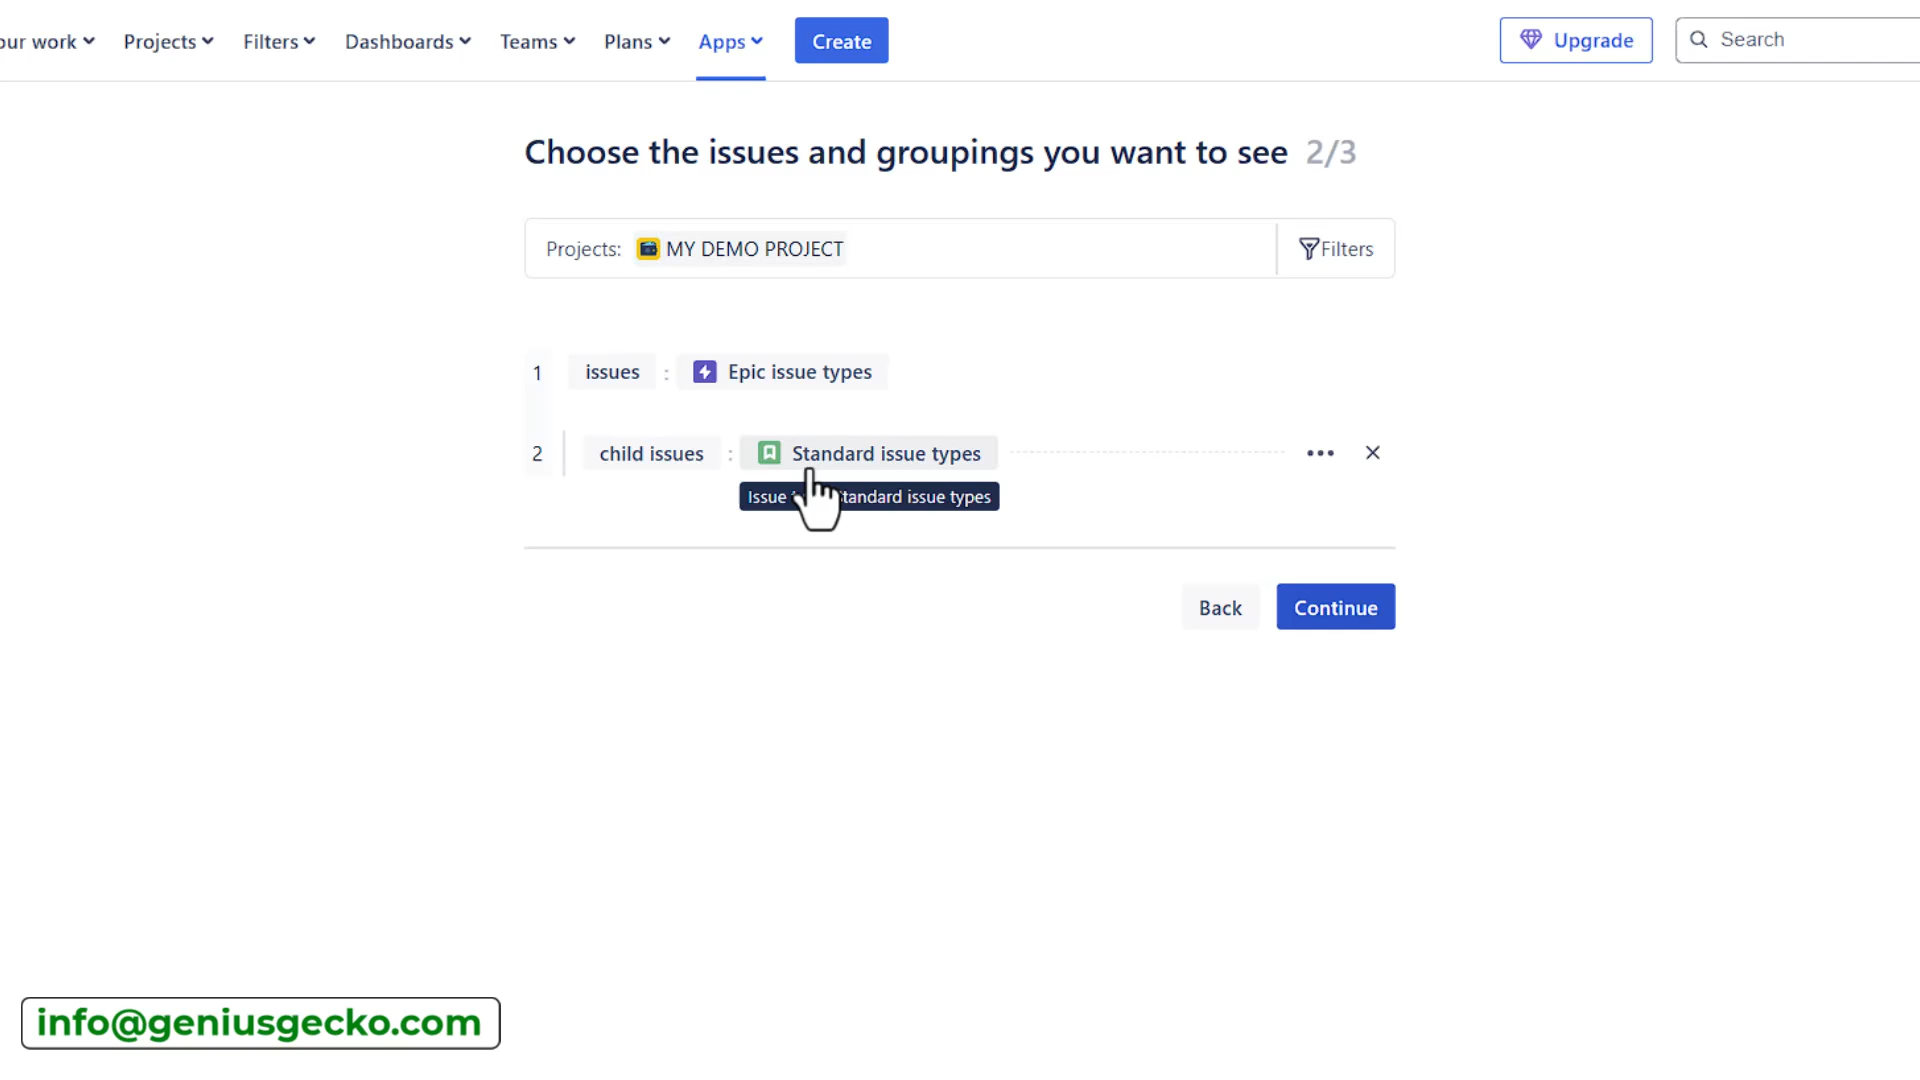 our work Projects Filters Dashboards Teams Plans Apps Create Upgrade Search
Choose the issues and groupings you want to see 2/3
Projects: MY DEMO PROJECT Filters
1 issues : Epic issue types
2 child issues : Standard issue types
Issue standard issue types
Back Continue
info@geniusgecko.com